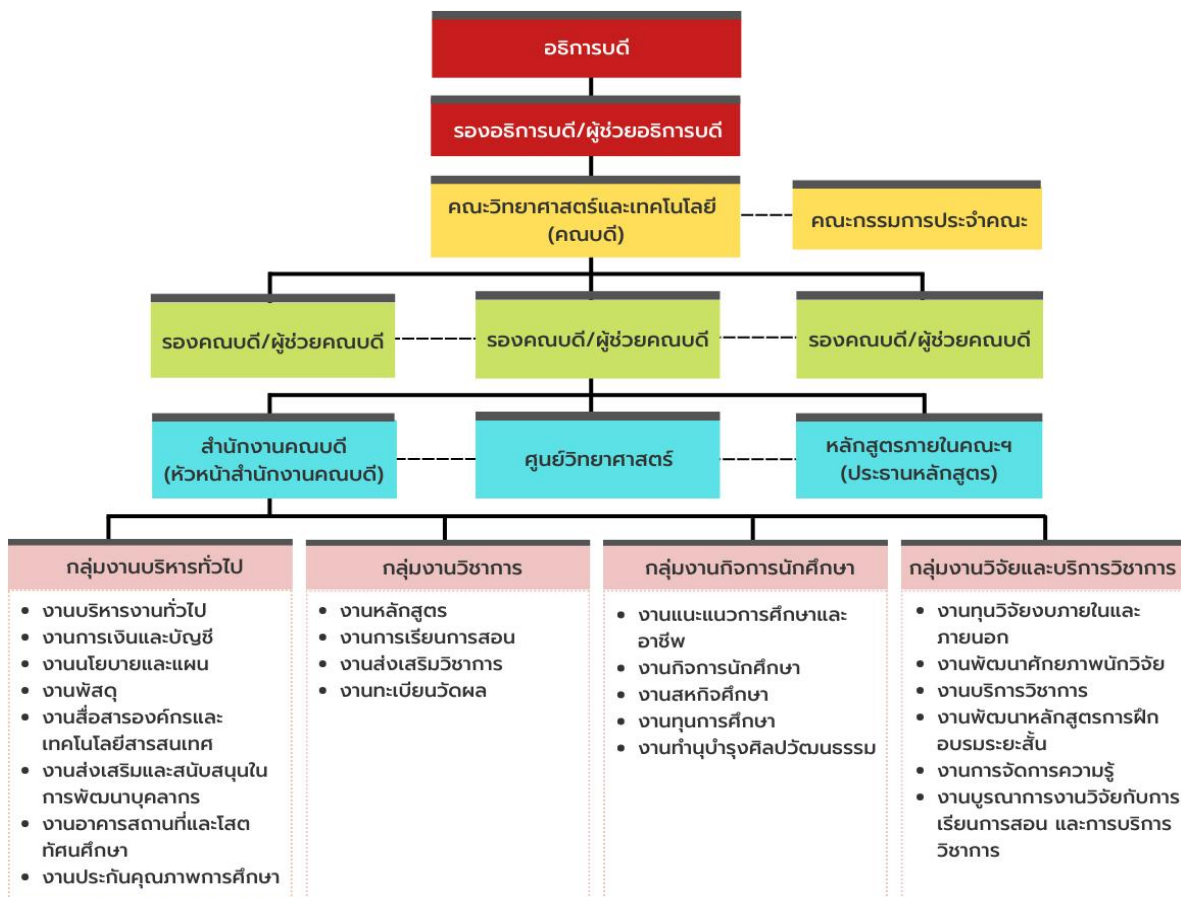 อธิการบดี
รองอธิการบดี/ผู้ช่วยอธิการบดี
คณะวิทยาศาสตร์และเทคโนโลยี
(คณบดี)
คณะกรรมการประจำคณะ
รองคณบดี/ผู้ช่วยคณบดี
รองคณบดี/ผู้ช่วยคณบดี
รองคณบดี/ผู้ช่วยคณบดี
สำนักงานคณบดี
(หัวหน้าสำนักงานคณบดี)
ศูนย์วิทยาศาสตร์
หลักสูตรภายในคณะฯ
(ประธานหลักสูตร)
กลุ่มงานบริหารทั่วไป
• งานบริหารงานทั่วไป
• งานการเงินและบัญชี
• งานนโยบายและแผน
• งานพัสดุ
• งานสื่อสารองค์กรและ
เทคโนโลยีสารสนเทศ
• งานส่งเสริมและสนับสนุนใน
การพัฒนาบุคลากร
• งานอาคารสถานที่และโสต
ทัศนศึกษา
• งานประกันคุณภาพการศึกษา
กลุ่มงานวิชาการ
• งานหลักสูตร
• งานการเรียนการสอน
• งานส่งเสริมวิชาการ
• งานทะเบียนวัดผล
กลุ่มงานกิจการนักศึกษา
• งานแนะแนวการศึกษาและ
อาชีพ
• งานกิจการนักศึกษา
• งานสหกิจศึกษา
• งานทุนการศึกษา
• งานทำนุบำรุงศิลปวัฒนธรรม
กลุ่มงานวิจัยและบริการวิชาการ
• งานทุนวิจัยงบภายในและ
ภายนอก
• งานพัฒนาศักยภาพนักวิจัย
• งานบริการวิชาการ
• งานพัฒนาหลักสูตรการฝึก
อบรมระยะสั้น
• งานการจัดการความรู้
• งานบูรณาการงานวิจัยกับการ
เรียนการสอน และการบริการ
วิชาการ